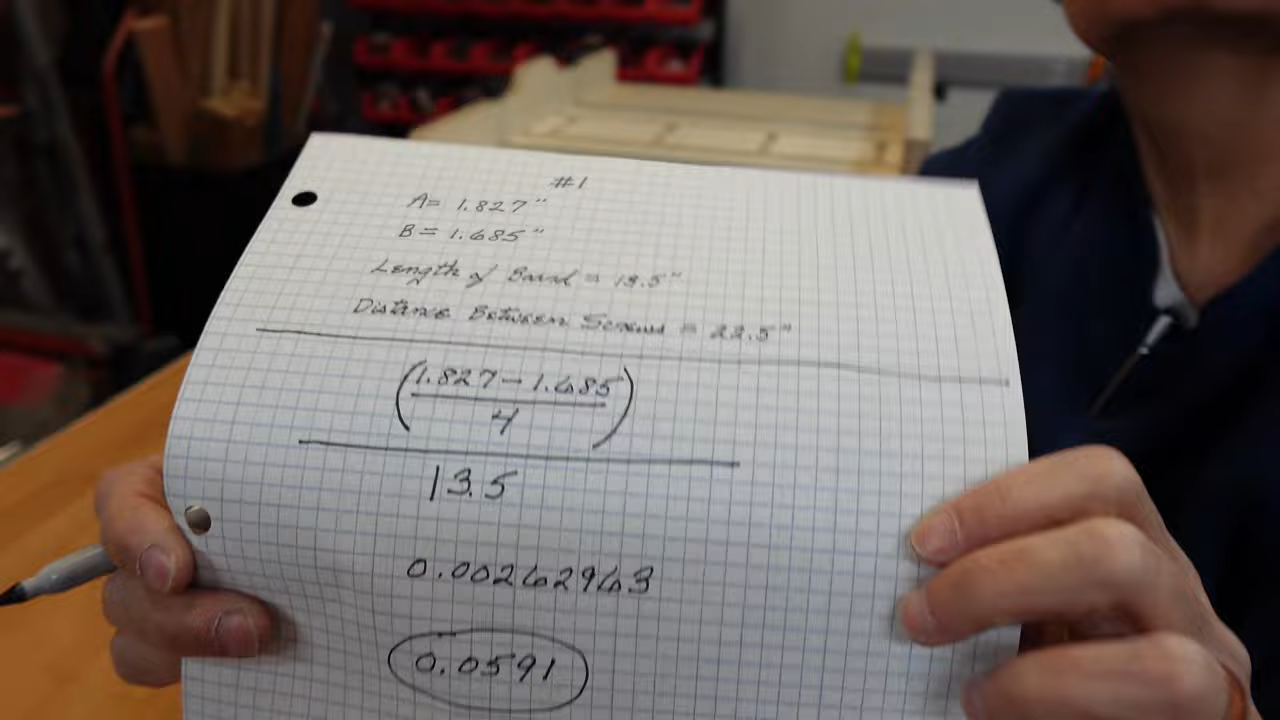 #1
A= 1.827"
B= 1.685"
Length of Board = 13.5"
Distance Between Screws = 22.5"
(1.827-1.685)
4
13.5
0.00262963
0.0591